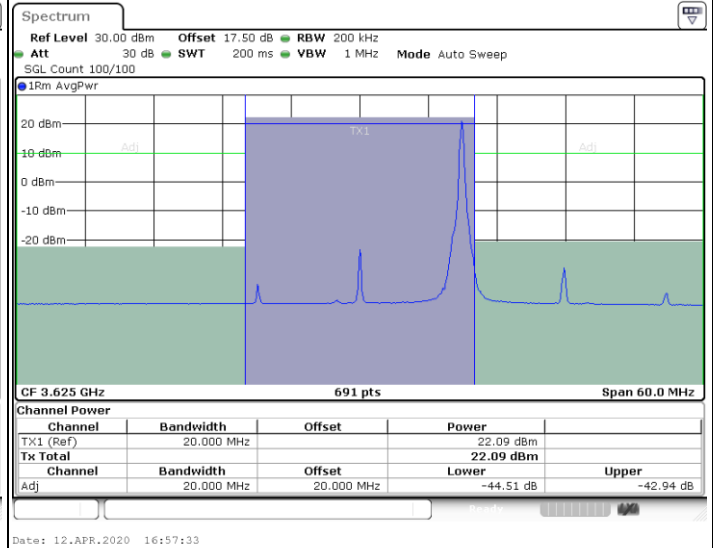 Spectrum
Ref Level 30.00 dBm Offset 17.50 dB RBW 200 kHz
Att 30 dB SWT 200 ms VBW 1 MHz Mode Auto Sweep
SGL Count 100/100
1Rm AvgPwr
20 dBm
TX1
Adj
Adj
10 dBm
0 dBm
-10 dBm
-20 dBm
CF 3.625 GHz 691 pts Span 60.0 MHz
Channel Power
Channel Bandwidth Offset Power
TX1 (Ref) 20.000 MHz 22.09 dBm
Tx Total 22.09 dBm
Channel Bandwidth Offset Lower Upper
Adj 20.000 MHz 20.000 MHz -44.51 dB -42.94 dB
Ready
Date: 12.APR.2020 16:57:33